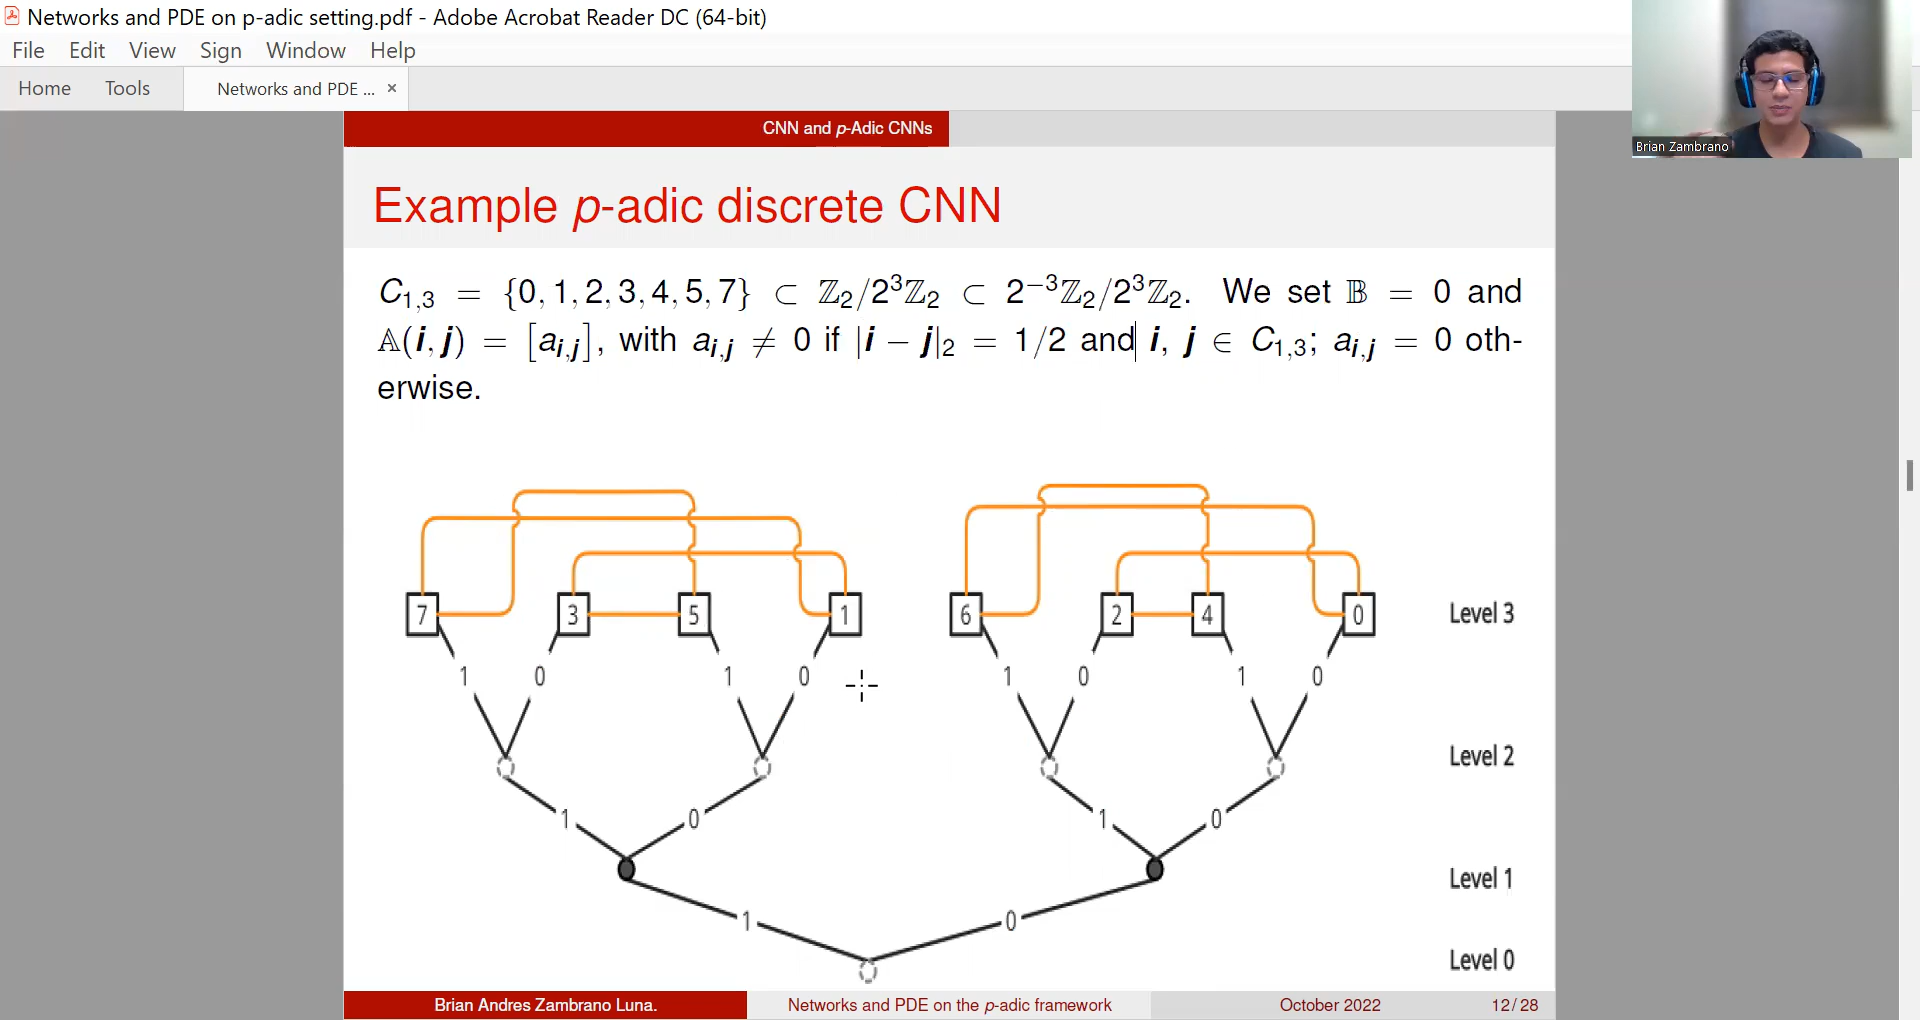 Networks and PDE on p-adic setting.pdf - Adobe Acrobat Reader DC (64-bit)
File Edit View Sign Window Help
Home Tools Networks and PDE ... ×
Brian Zambrano
CNN and p-Adic CNNs
Example p-adic discrete CNN
C₁,₃ = {0, 1, 2, 3, 4, 5, 7} ⊂ ℤ₂/2³ℤ₂ ⊂ 2⁻³ℤ₂/2³ℤ₂. We set 𝔹 = 0 and
𝔸(i, j) = [a_{i,j}], with a_{i,j} ≠ 0 if |i − j|₂ = 1/2 and i, j ∈ C₁,₃; a_{i,j} = 0 oth-
erwise.
7 3 5 1 6 2 4 0 Level 3
1 0 1 0 1 0 1 0
Level 2
1 0 1 0
Level 1
1 0
Level 0
Brian Andres Zambrano Luna. Networks and PDE on the p-adic framework October 2022 12/28